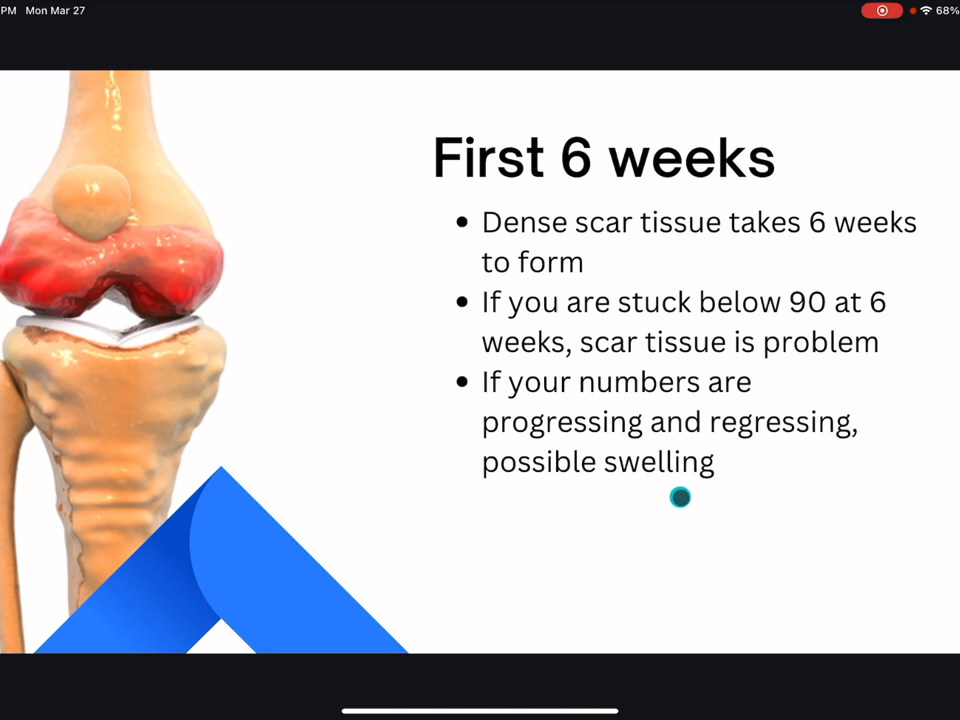 PM Mon Mar 27
68%
First 6 weeks
• Dense scar tissue takes 6 weeks
to form
• If you are stuck below 90 at 6
weeks, scar tissue is problem
• If your numbers are
progressing and regressing,
possible swelling